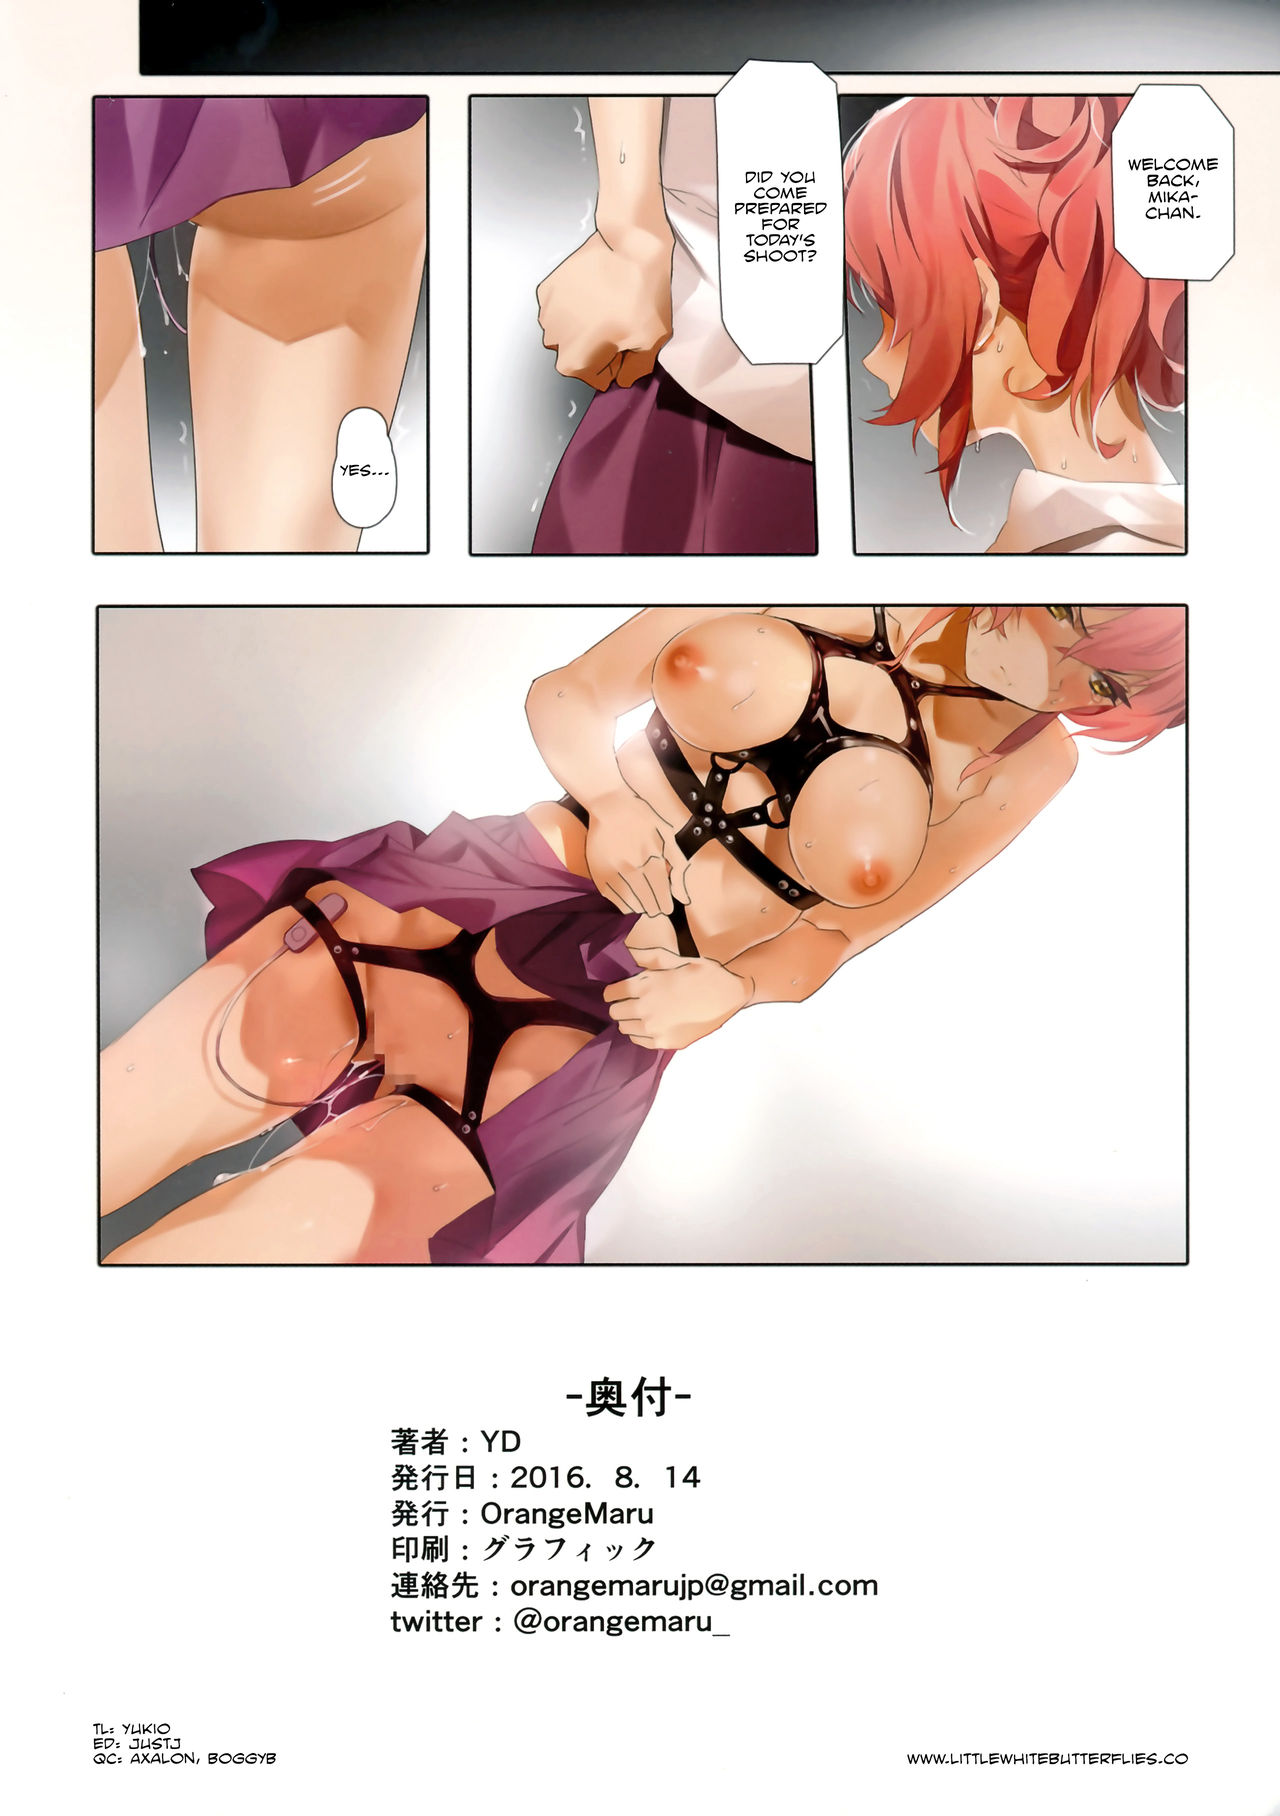 WELCOME
BACK,
MIKA-
CHAN.
DID YOU
COME
PREPARED
FOR
TODAY'S
SHOOT?
YES...
-奥付-
著者：YD
発行日：2016. 8. 14
発行：OrangeMaru
印刷：グラフィック
連絡先：orangemarujp@gmail.com
twitter：@orangemaru_
TL: YUKIO
ED: JUSTJ
QC: AXALON, BOGGYB
WWW.LITTLEWHITEBUTTERFLIES.CO